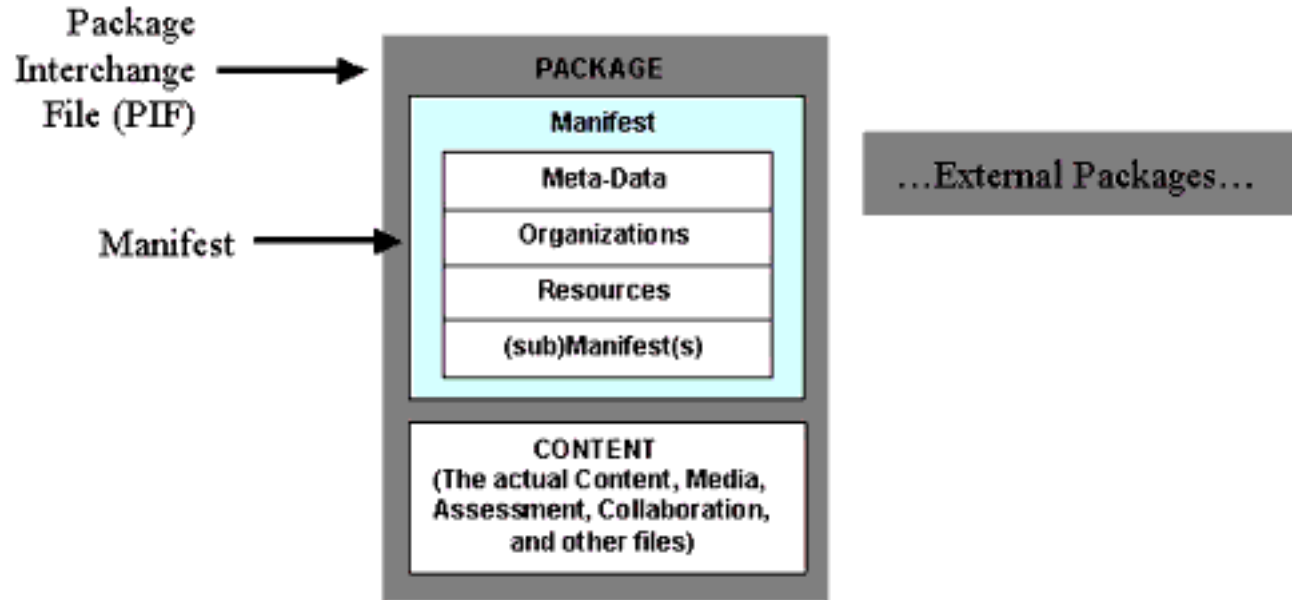 Package
Interchange
File (PIF)
PACKAGE
Manifest
Meta-Data
Organizations
Resources
(sub)Manifest(s)
Manifest
…External Packages…
CONTENT
(The actual Content, Media,
Assessment, Collaboration,
and other files)